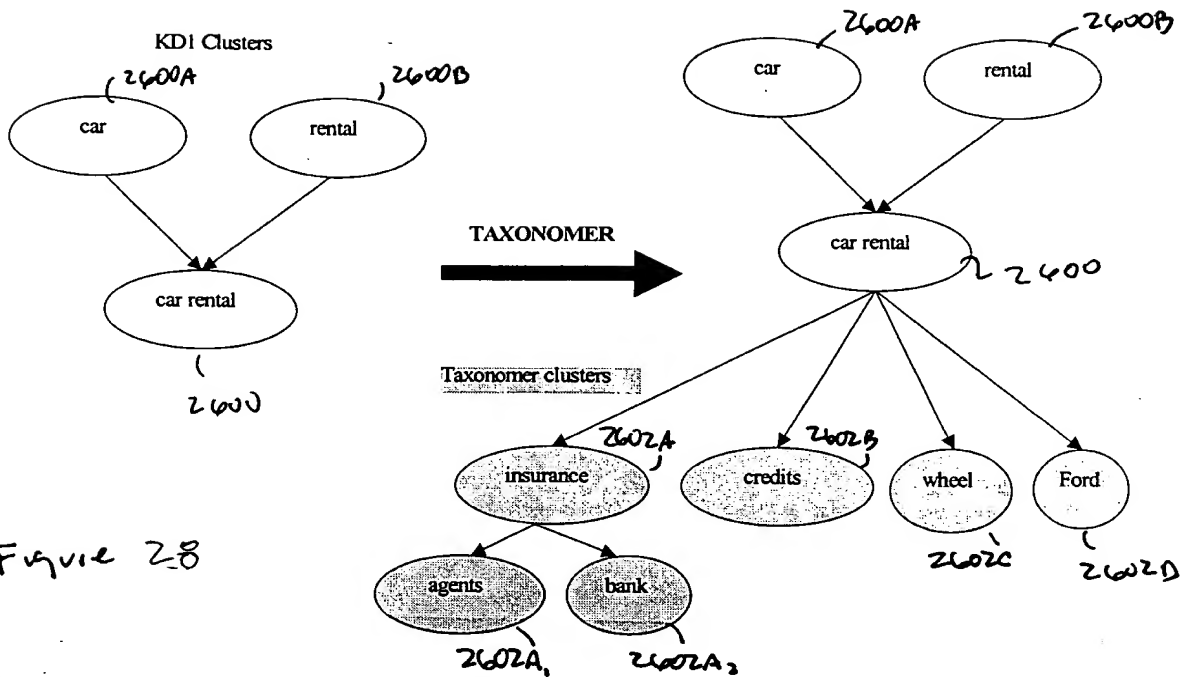 KD1 Clusters
2600A
2600B
car
rental
car rental
2600
TAXONOMER
2600A
2600B
car
rental
car rental
2600
Taxonomer clusters
2602A
2602B
insurance
credits
wheel
Ford
2602C
2602D
agents
bank
2602A₁
2602A₂
Figure 28